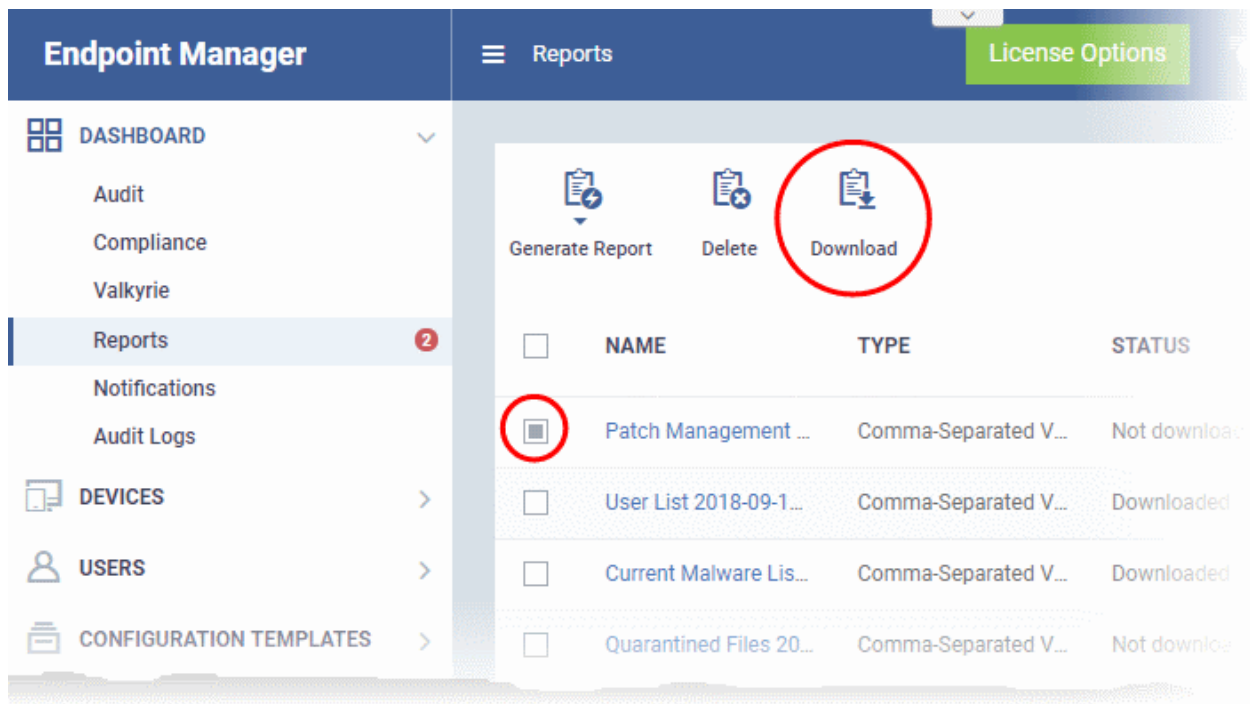 Endpoint Manager
Reports
License Options
DASHBOARD
Audit
Compliance
Valkyrie
Reports 2
Notifications
Audit Logs
DEVICES
USERS
CONFIGURATION TEMPLATES
Generate Report Delete Download
NAME TYPE STATUS
Patch Management ... Comma-Separated V... Not downloa
User List 2018-09-1... Comma-Separated V... Downloaded
Current Malware Lis... Comma-Separated V... Downloaded
Quarantined Files 20... Comma-Separated V... Not downloa